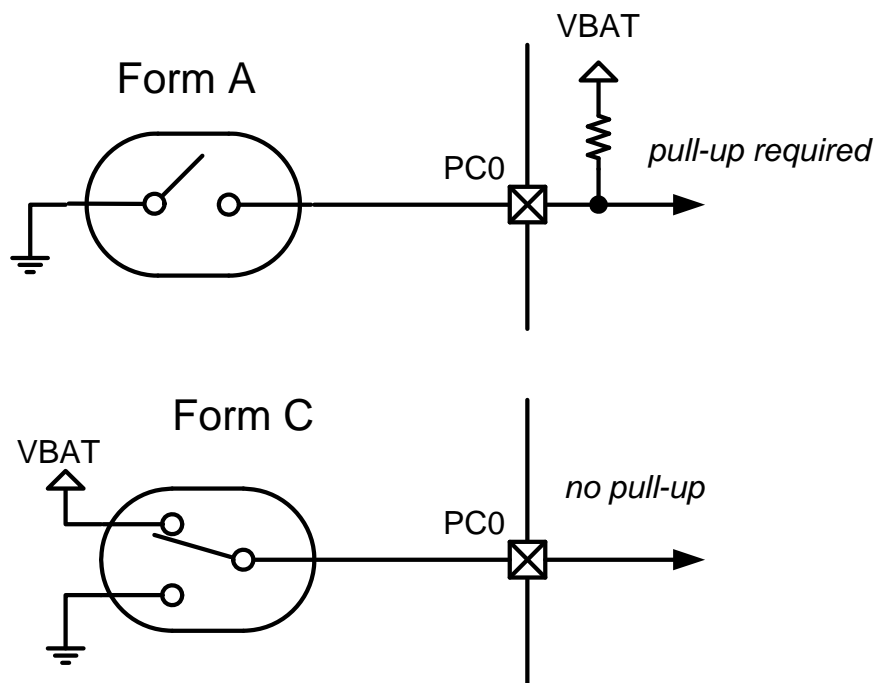 VBAT
Form A
PC0
pull-up required
Form C
VBAT
PC0
no pull-up